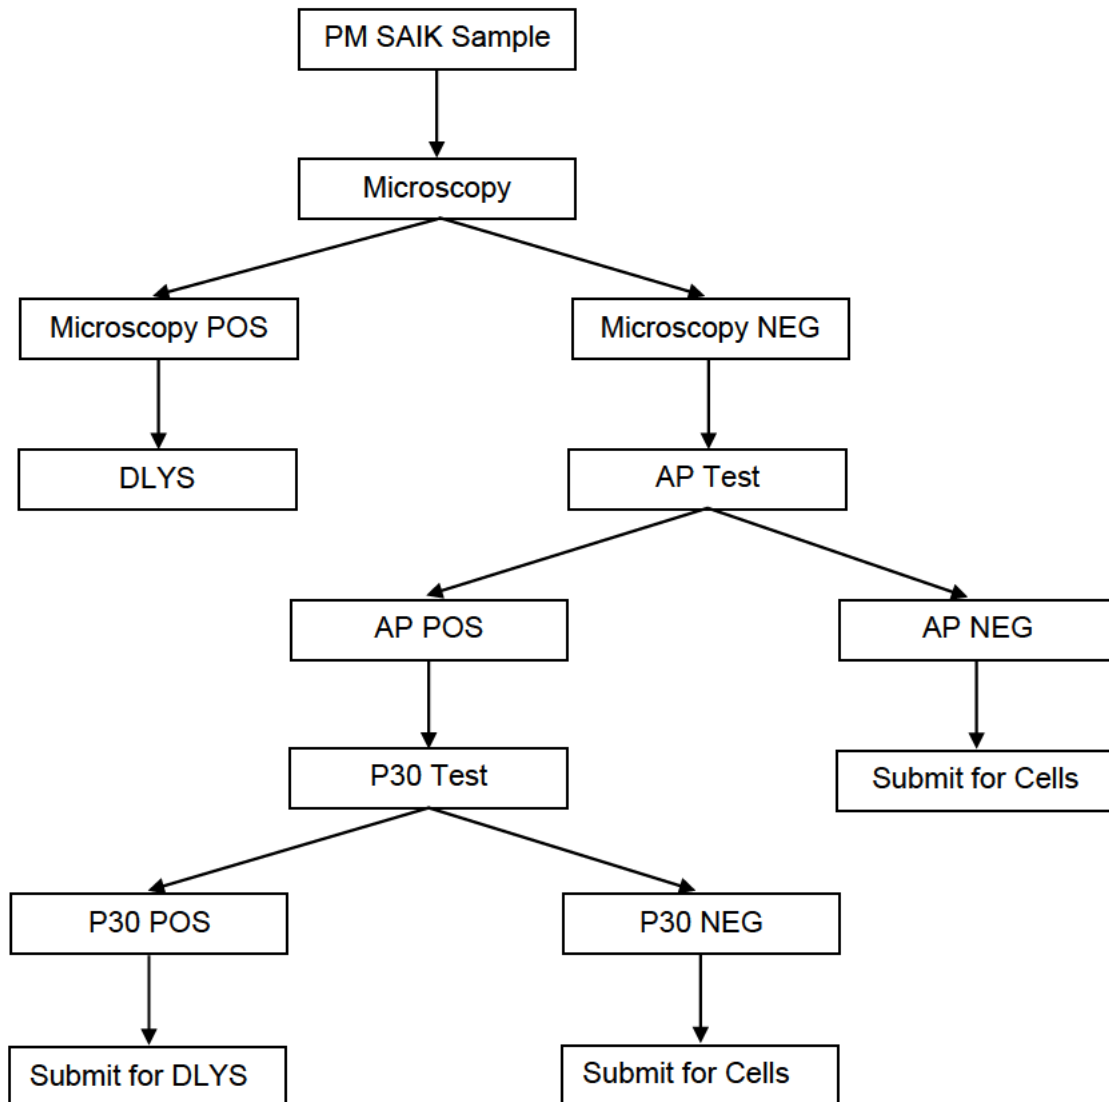 PM SAIK Sample
Microscopy
Microscopy POS
Microscopy NEG
DLYS
AP Test
AP POS
AP NEG
P30 Test
Submit for Cells
P30 POS
P30 NEG
Submit for DLYS
Submit for Cells